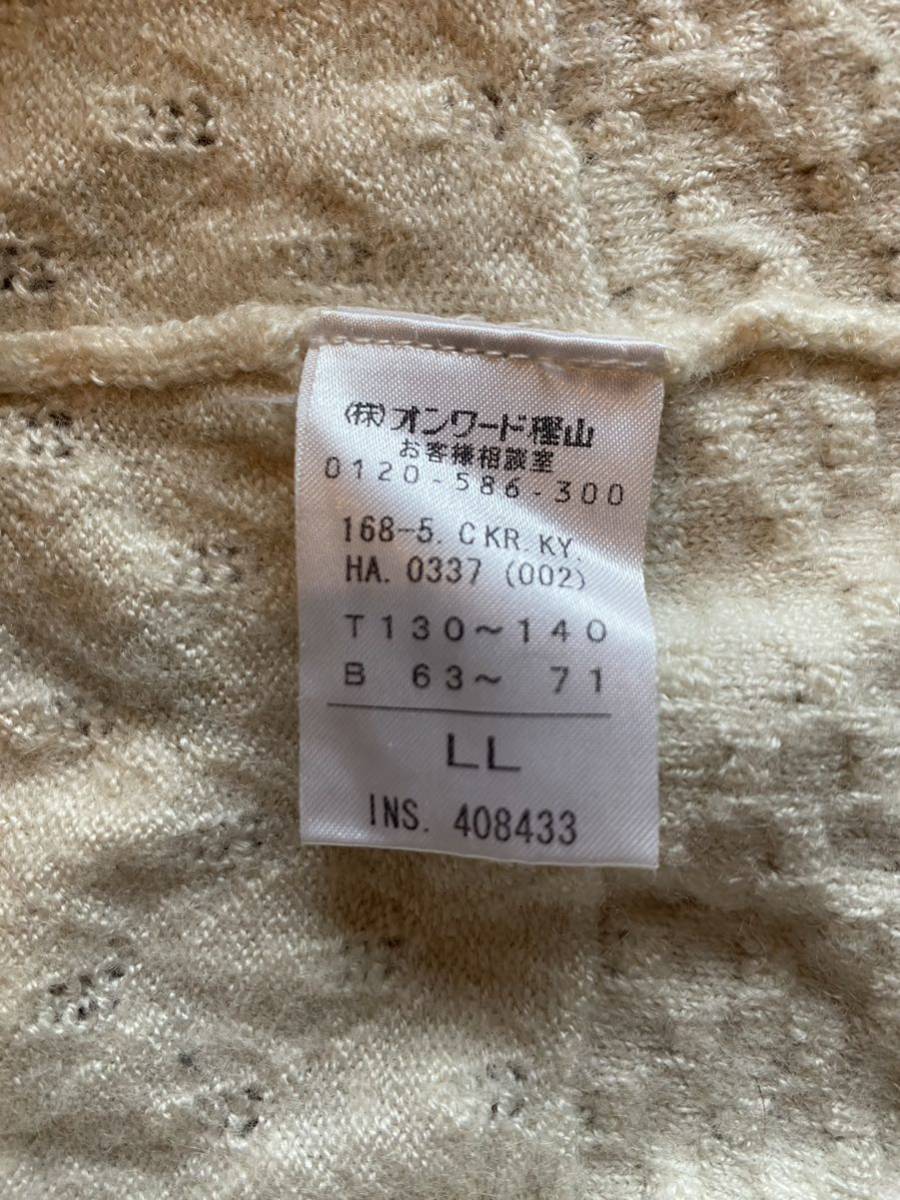 (株)オンワード樫山
お客様相談室
0120-586-300
168-5. CKR. KY.
HA. 0337 (002)
T130～140
B 63～ 71
LL
INS. 408433